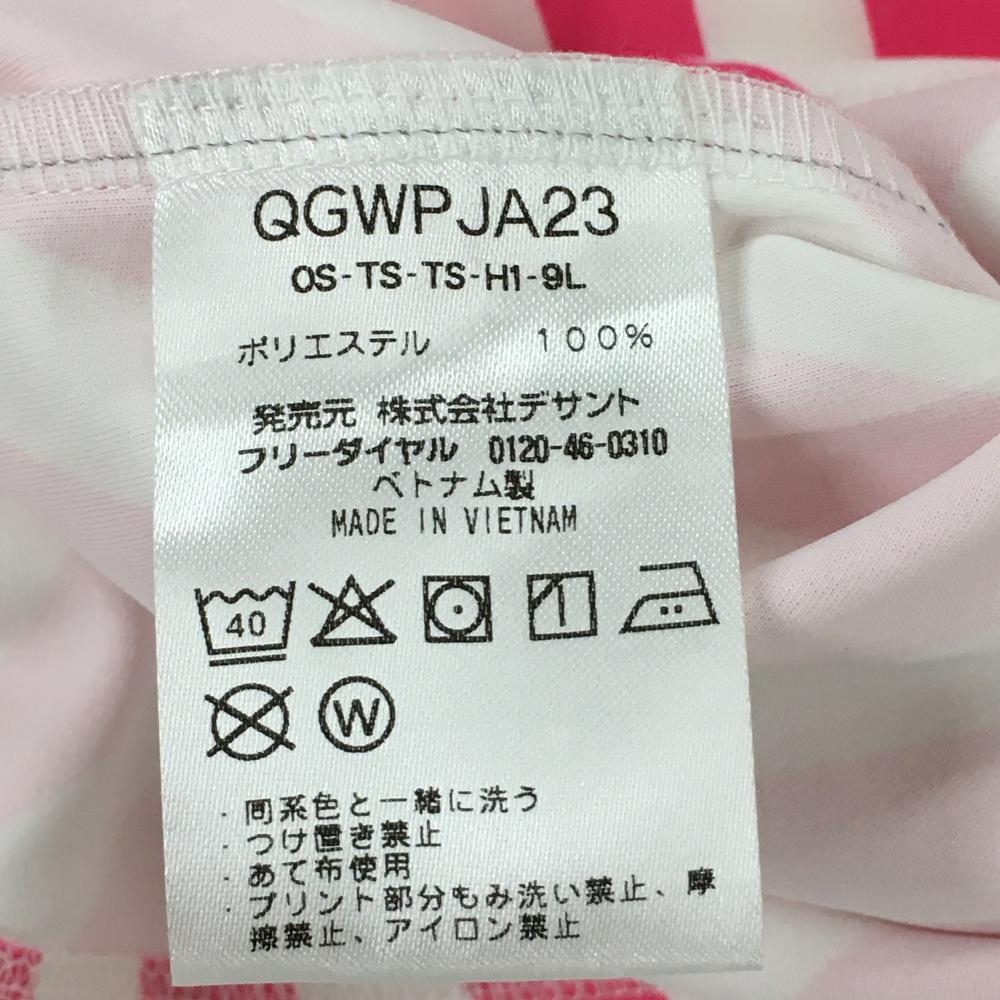 QGWPJA23
OS-TS-TS-H1-9L
ポリエステル 100%
発売元 株式会社デサント
フリーダイヤル 0120-46-0310
ベトナム製
MADE IN VIETNAM
40
W
・同系色と一緒に洗う
・つけ置き禁止
・あて布使用
・プリント部分もみ洗い禁止、摩
擦禁止、アイロン禁止